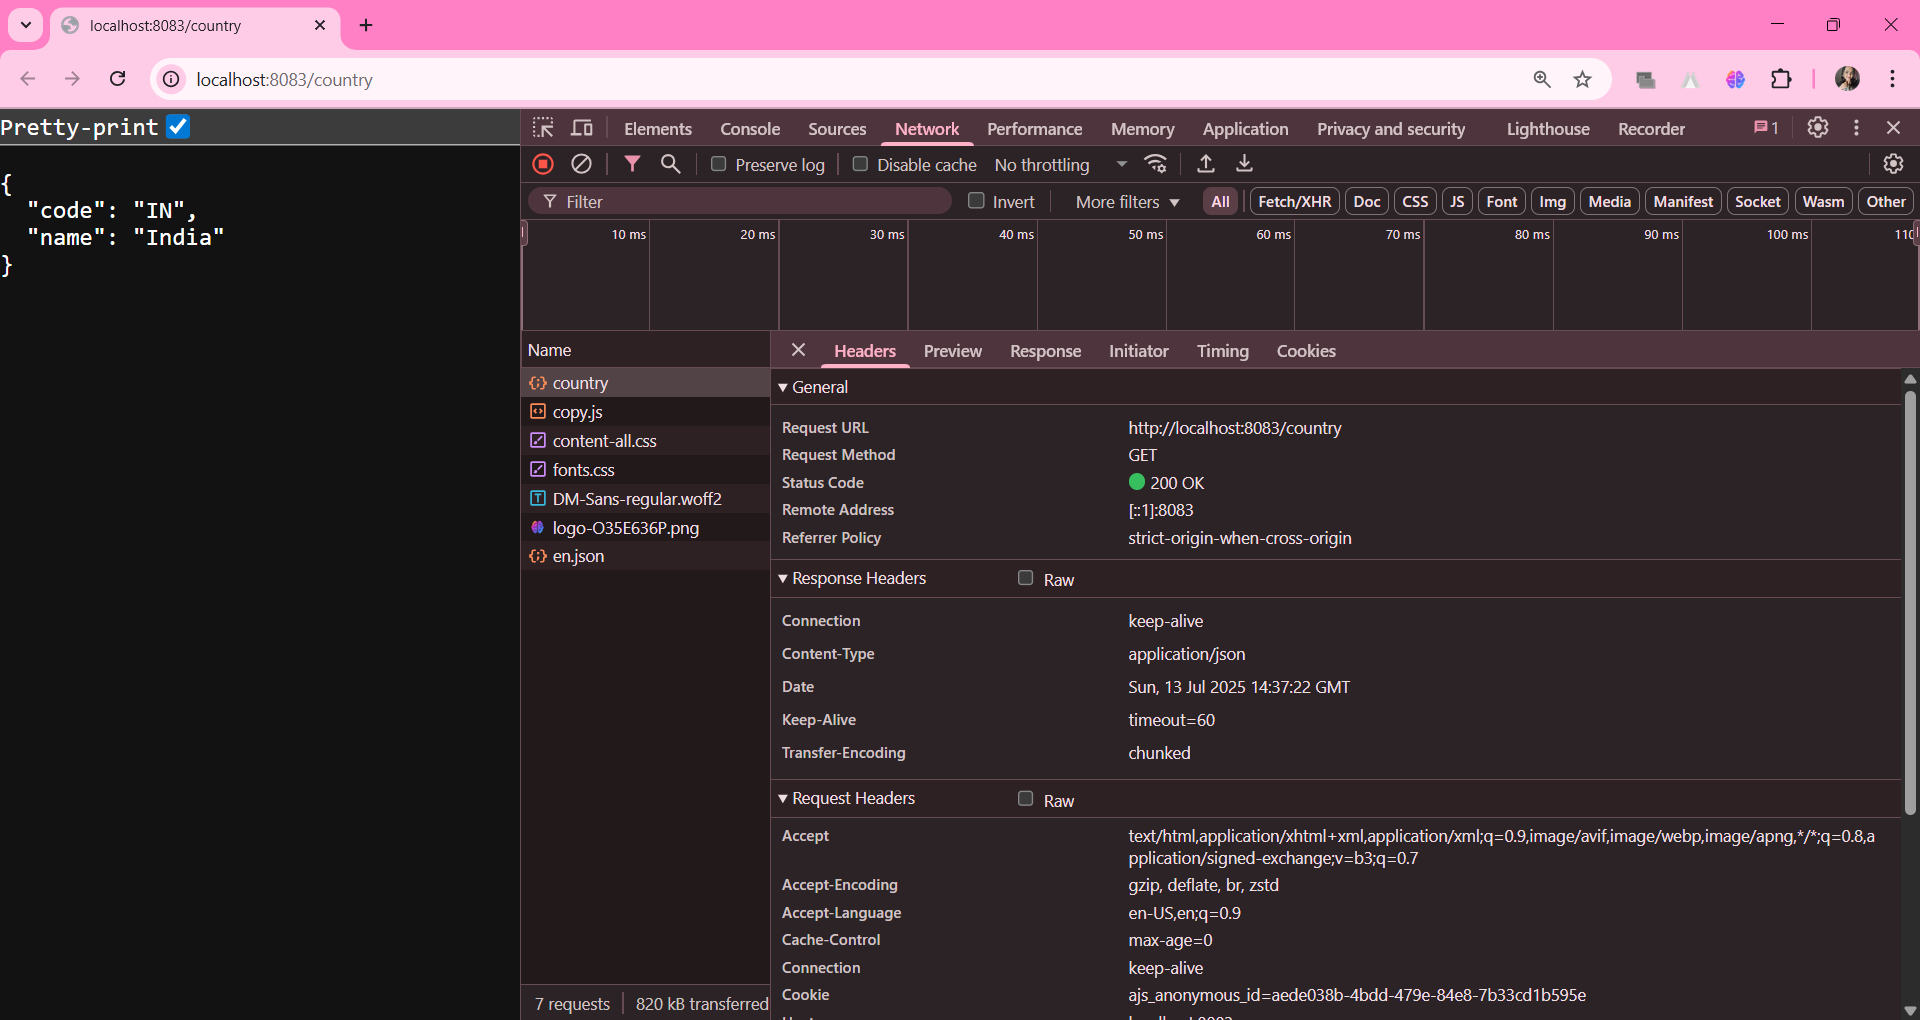 localhost:8083/country
localhost:8083/country
Pretty-print
{
"code": "IN",
"name": "India"
}
Elements Console Sources Network Performance Memory Application Privacy and security Lighthouse Recorder 1
Preserve log Disable cache No throttling
Filter Invert More filters All Fetch/XHR Doc CSS JS Font Img Media Manifest Socket Wasm Other
10 ms 20 ms 30 ms 40 ms 50 ms 60 ms 70 ms 80 ms 90 ms 100 ms 110
Name
country
copy.js
content-all.css
fonts.css
DM-Sans-regular.woff2
logo-O35E636P.png
en.json
7 requests 820 kB transferred
Headers Preview Response Initiator Timing Cookies
General
Request URL http://localhost:8083/country
Request Method GET
Status Code 200 OK
Remote Address [::1]:8083
Referrer Policy strict-origin-when-cross-origin
Response Headers Raw
Connection keep-alive
Content-Type application/json
Date Sun, 13 Jul 2025 14:37:22 GMT
Keep-Alive timeout=60
Transfer-Encoding chunked
Request Headers Raw
Accept text/html,application/xhtml+xml,application/xml;q=0.9,image/avif,image/webp,image/apng,*/*;q=0.8,a
pplication/signed-exchange;v=b3;q=0.7
Accept-Encoding gzip, deflate, br, zstd
Accept-Language en-US,en;q=0.9
Cache-Control max-age=0
Connection keep-alive
Cookie ajs_anonymous_id=aede038b-4bdd-479e-84e8-7b33cd1b595e